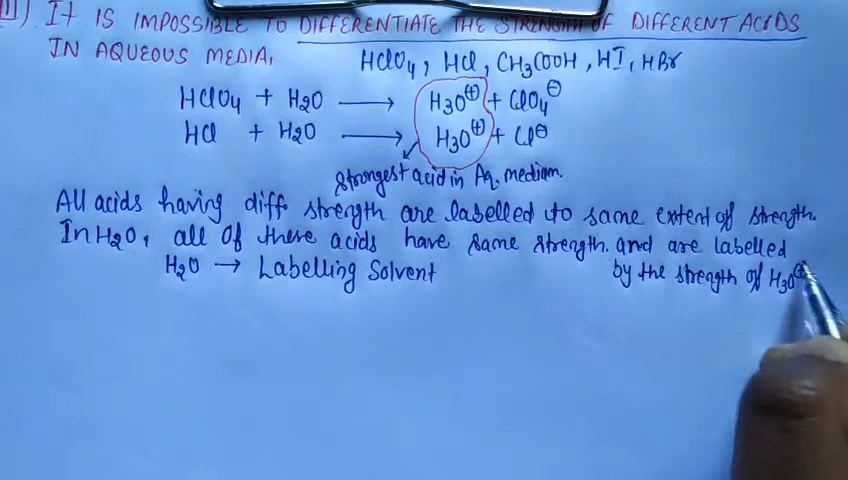 II) It IS IMPOSSIBLE TO DIFFERENTIATE THE STRENGTH OF DIFFERENT ACIDS
IN AQUEOUS MEDIA,
HClO4, HCl, CH3COOH, HI, HBr
HClO4 + H2O ⟶ H3O⊕ + ClO4⊖
HCl + H2O ⟶ H3O⊕ + Cl⊖
strongest acid in Aq. medium.
All acids having diff strength are labelled to same extent of strength.
In H2O, all of these acids have same strength. and are labelled
H2O → Labelling Solvent
by the strength of H3O⊕